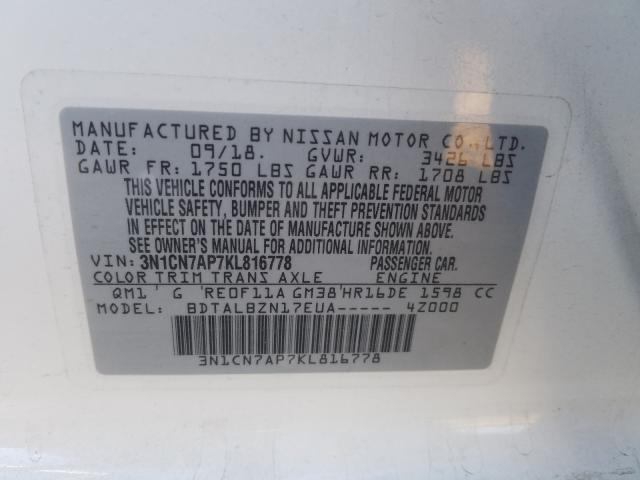 MANUFACTURED BY NISSAN MOTOR CO., LTD.
DATE: 09/18. GVWR: 3426 LBS
GAWR FR: 1750 LBS GAWR RR: 1708 LBS
THIS VEHICLE CONFORMS TO ALL APPLICABLE FEDERAL MOTOR
VEHICLE SAFETY, BUMPER AND THEFT PREVENTION STANDARDS
IN EFFECT ON THE DATE OF MANUFACTURE SHOWN ABOVE.
SEE OWNER'S MANUAL FOR ADDITIONAL INFORMATION.
VIN: 3N1CN7AP7KL816778 PASSENGER CAR.
COLOR TRIM TRANS AXLE ENGINE
QM1 ' G 'RE0F11A GM38'HR16DE 1598 CC
MODEL: BDTALBZN17EUA----- 4Z000
3N1CN7AP7KL816778